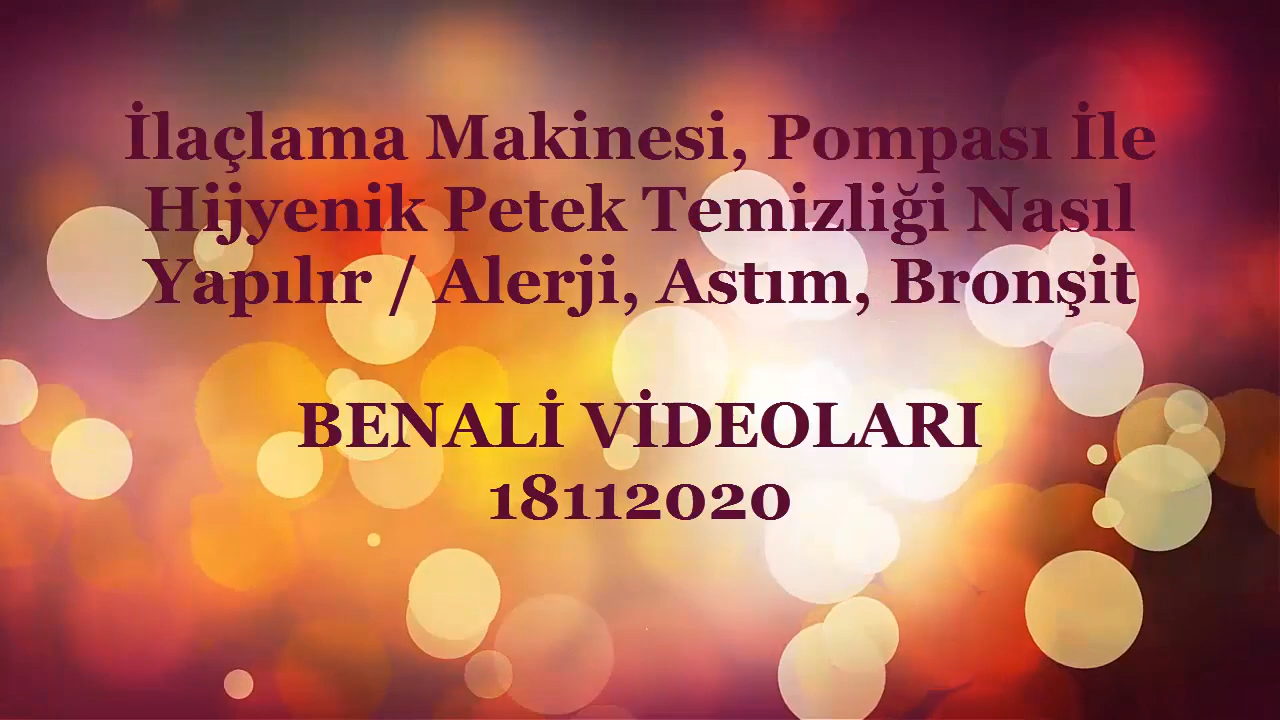 İlaçlama Makinesi, Pompası İle
Hijyenik Petek Temizliği Nasıl
Yapılır / Alerji, Astım, Bronşit
BENALİ VİDEOLARI
18112020